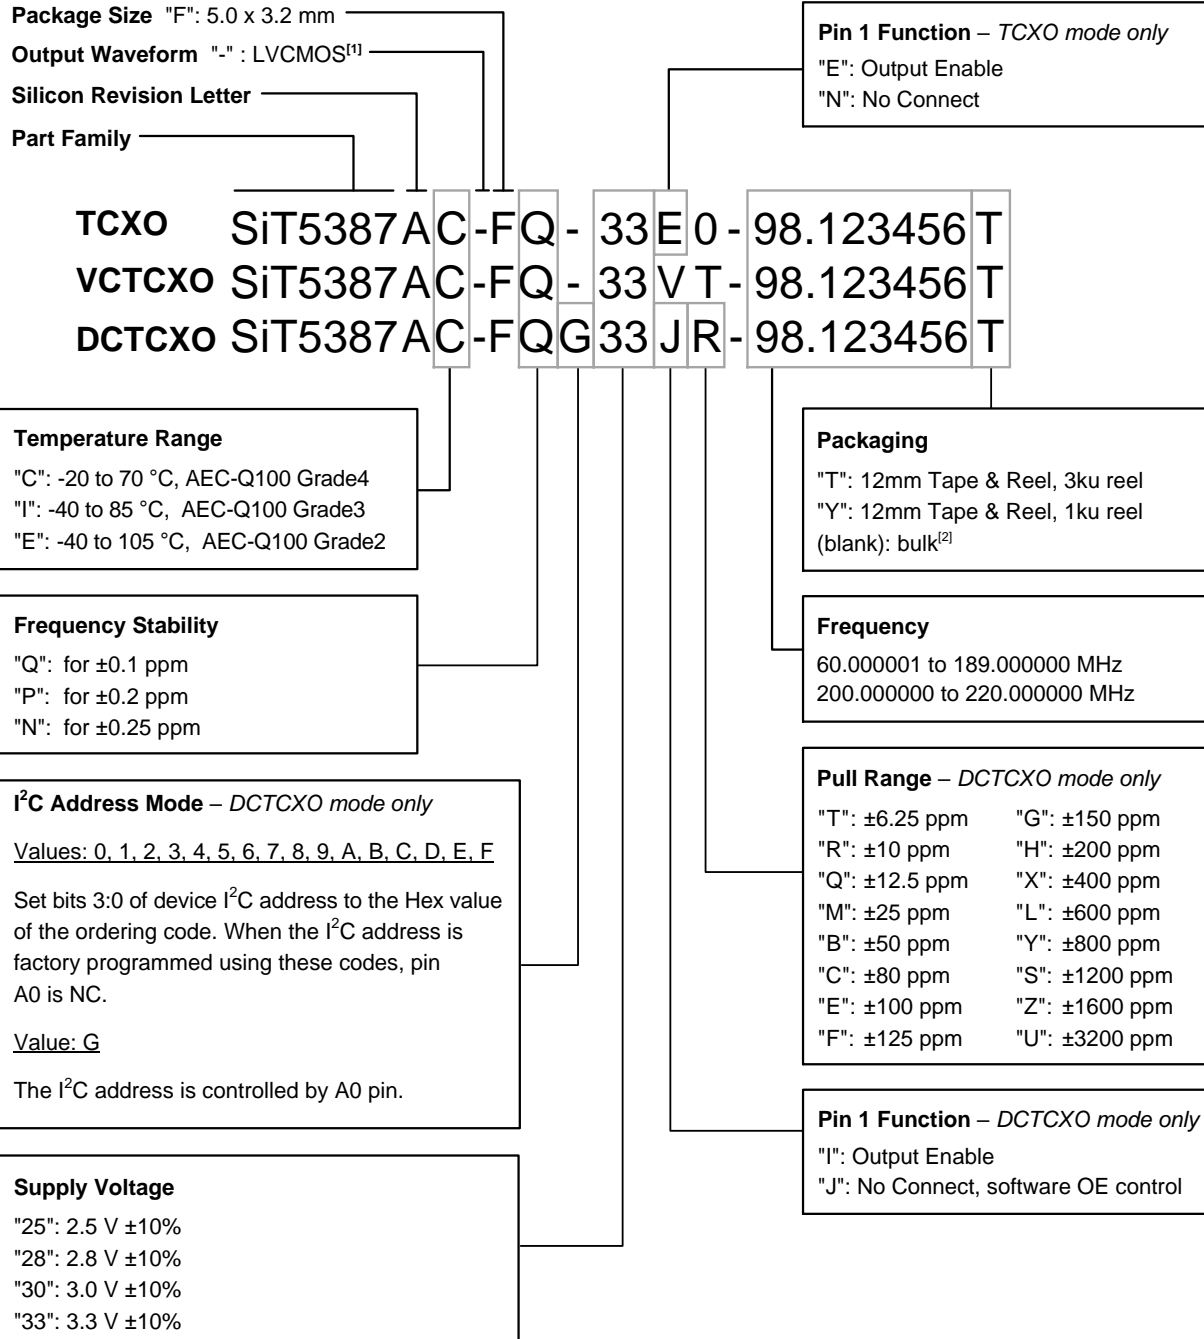 Package Size "F": 5.0 x 3.2 mm
Output Waveform "-" : LVCMOS[1]
Silicon Revision Letter
Part Family
Pin 1 Function – TCXO mode only
"E": Output Enable
"N": No Connect
TCXO SiT5387AC-FQ - 33E0-98.123456T
VCTCXO SiT5387AC-FQ - 33VT-98.123456T
DCTCXO SiT5387AC-FQG33JR-98.123456T
Temperature Range
"C": -20 to 70 °C, AEC-Q100 Grade4
"I": -40 to 85 °C, AEC-Q100 Grade3
"E": -40 to 105 °C, AEC-Q100 Grade2
Frequency Stability
"Q": for ±0.1 ppm
"P": for ±0.2 ppm
"N": for ±0.25 ppm
I2C Address Mode – DCTCXO mode only
Values: 0, 1, 2, 3, 4, 5, 6, 7, 8, 9, A, B, C, D, E, F
Set bits 3:0 of device I2C address to the Hex value
of the ordering code. When the I2C address is
factory programmed using these codes, pin
A0 is NC.
Value: G
The I2C address is controlled by A0 pin.
Supply Voltage
"25": 2.5 V ±10%
"28": 2.8 V ±10%
"30": 3.0 V ±10%
"33": 3.3 V ±10%
Packaging
"T": 12mm Tape & Reel, 3ku reel
"Y": 12mm Tape & Reel, 1ku reel
(blank): bulk[2]
Frequency
60.000001 to 189.000000 MHz
200.000000 to 220.000000 MHz
Pull Range – DCTCXO mode only
"T": ±6.25 ppm "G": ±150 ppm
"R": ±10 ppm "H": ±200 ppm
"Q": ±12.5 ppm "X": ±400 ppm
"M": ±25 ppm "L": ±600 ppm
"B": ±50 ppm "Y": ±800 ppm
"C": ±80 ppm "S": ±1200 ppm
"E": ±100 ppm "Z": ±1600 ppm
"F": ±125 ppm "U": ±3200 ppm
Pin 1 Function – DCTCXO mode only
"I": Output Enable
"J": No Connect, software OE control